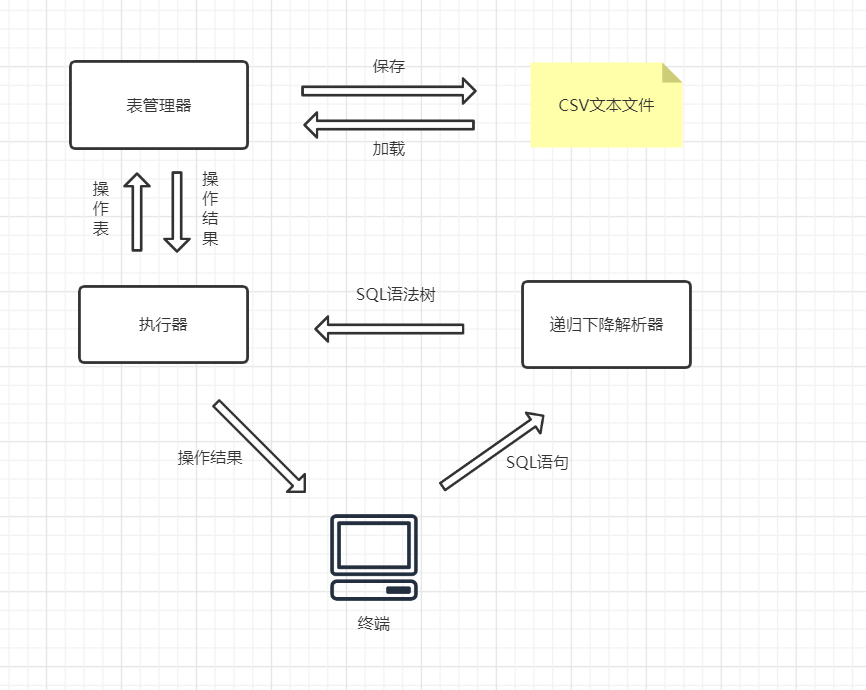 保存
表管理器
CSV文本文件
加载
操作表
操作结果
SQL语法树
执行器
递归下降解析器
操作结果
SQL语句
终端